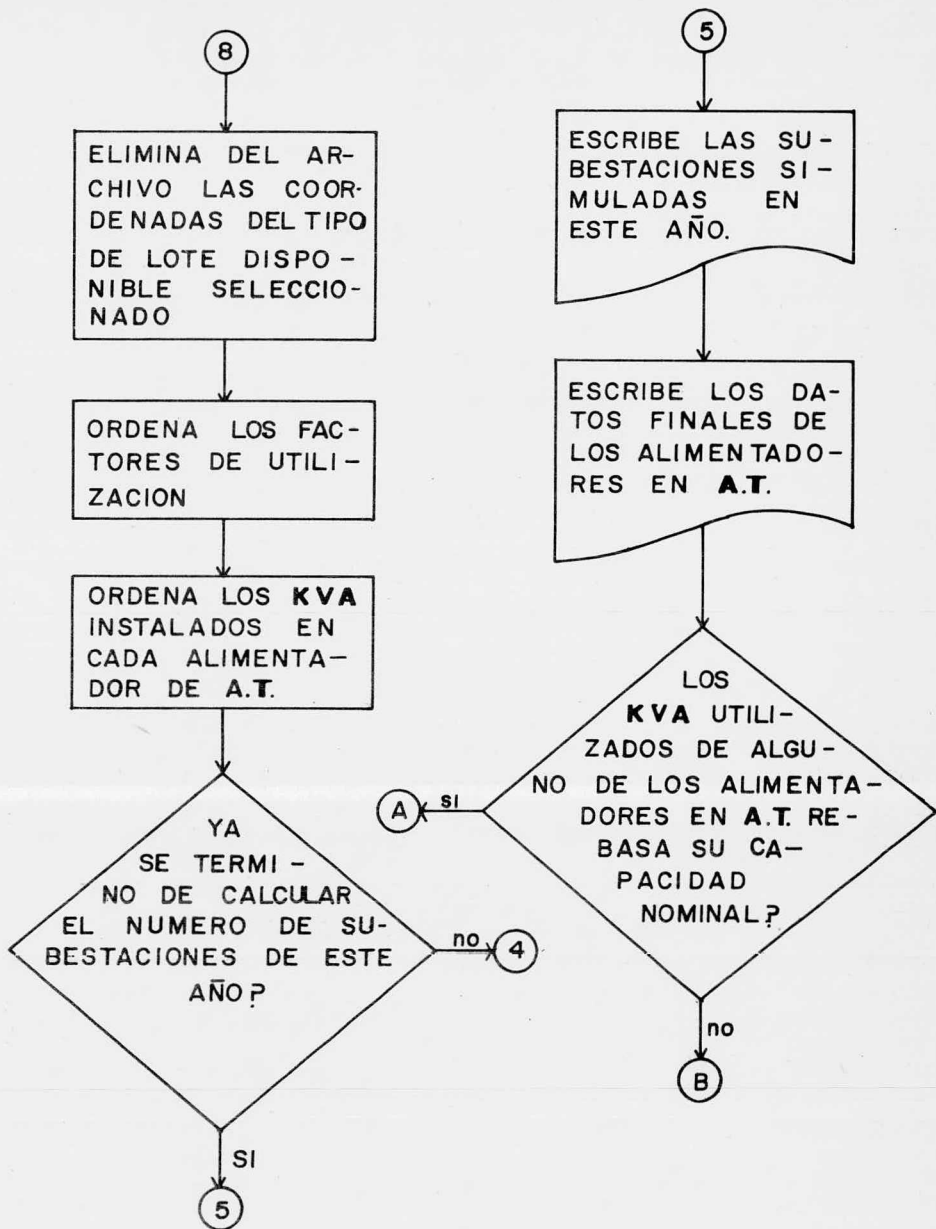 8
ELIMINA DEL AR-
CHIVO LAS COOR-
DENADAS DEL TIPO
DE LOTE DISPO-
NIBLE SELECCIO-
NADO
ORDENA LOS FAC-
TORES DE UTILI-
ZACION
ORDENA LOS KVA
INSTALADOS EN
CADA ALIMENTA-
DOR DE A.T.
YA
SE TERMI-
NO DE CALCULAR
EL NUMERO DE SU-
BESTACIONES DE ESTE
AÑO?
no
4
SI
5
5
ESCRIBE LAS SU-
BESTACIONES SI-
MULADAS EN
ESTE AÑO.
ESCRIBE LOS DA-
TOS FINALES DE
LOS ALIMENTADO-
RES EN A.T.
LOS
KVA UTILI-
ZADOS DE ALGU-
NO DE LOS ALIMENTA-
DORES EN A.T. RE-
BASA SU CA-
PACIDAD
NOMINAL?
SI
A
no
B